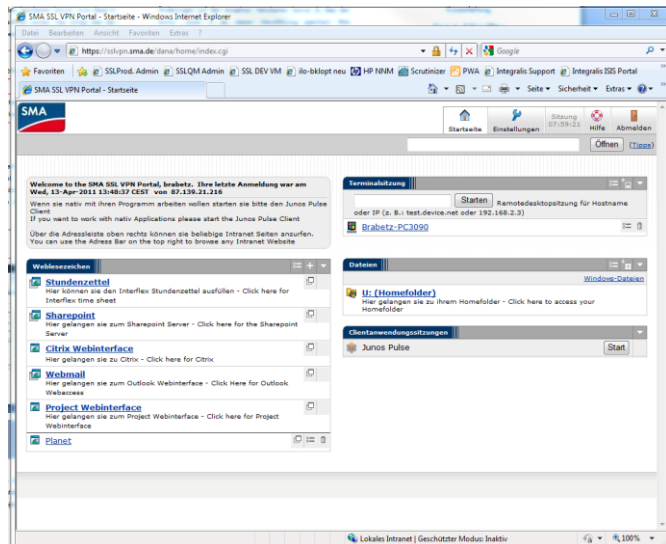 SMA SSL VPN Portal - Startseite - Windows Internet Explorer
Datei Bearbeiten Ansicht Favoriten Extras ?
https://sslvpn.sma.de/dana/home/index.cgi
Google
Favoriten SSLProd. Admin SSLQM Admin SSL DEV VM ilo-bklopt neu HP NNM Scrutinizer PWA Integralis Support Integralis ISIS Portal
SMA SSL VPN Portal - Startseite
Seite Sicherheit Extras
SMA
Startseite Einstellungen Sitzung 07:59:21 Hilfe Abmelden
Öffnen (Tipps)
Welcome to the SMA SSL VPN Portal, brabetz. Ihre letzte Anmeldung war am
Wed, 13-Apr-2011 13:48:37 CEST von 87.139.21.216
Wenn sie nativ mit ihren Programm arbeiten wollen starten sie bitte den Junos Pulse
Client
If you want to work with nativ Applications please start the Junos Pulse Client
Über die Adressleiste oben rechts können sie beliebige Intranet Seiten ansurfen.
You can use the Adress Bar on the top right to browse any Intranet Website
Weblesezeichen
Stundenzettel
Hier können sie den Interflex Stundenzettel ausfüllen - Click here for
Interflex time sheet
Sharepoint
Hier gelangen sie zum Sharepoint Server - Click here for the Sharepoint
Server
Citrix Webinterface
Hier gelangen sie zu Citrix - Click here for Citrix
Webmail
Hier gelangen sie zum Outlook Webinterface - Click Here for Outlook
Webaccess
Project Webinterface
Hier gelangen sie zum Project Webinterface - Click here for Project
Webinterface
Planet
Terminalsitzung
Starten Remotedesktopsitzung für Hostname
oder IP (z. B.: test.device.net oder 192.168.2.3)
Brabetz-PC3090
Dateien
Windows-Dateien
U: (Homefolder)
Hier gelangen sie zu ihrem Homefolder - Click here to access your
Homefolder
Clientanwendungssitzungen
Junos Pulse Start
Lokales Intranet | Geschützter Modus: Inaktiv
100%